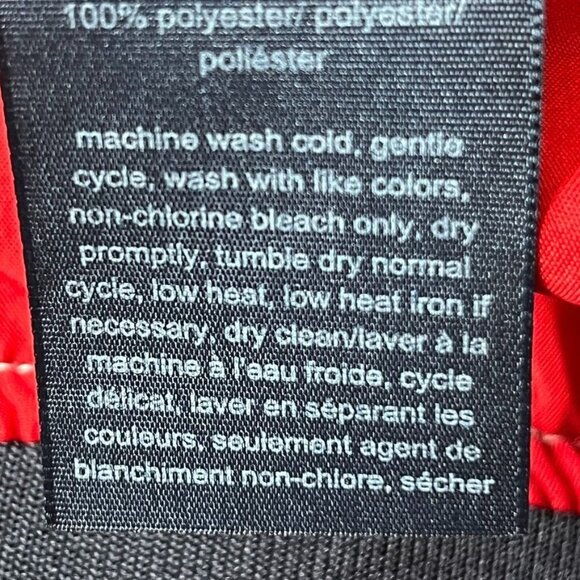 100% polyester/ polyester/
poliéster
machine wash cold, gentle
cycle, wash with like colors,
non-chlorine bleach only, dry
promptly, tumble dry normal
cycle, low heat, low heat iron if
necessary, dry clean/laver à la
machine à l'eau froide, cycle
délicat, laver en séparant les
couleurs, seulement agent de
blanchiment non-chlore, sécher